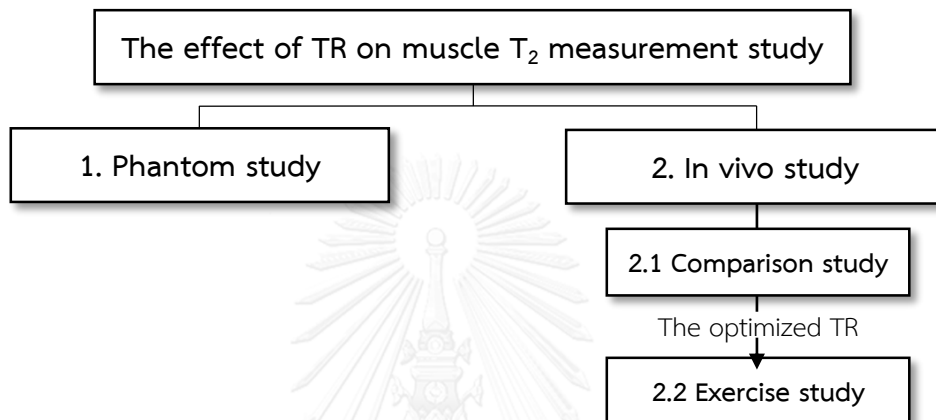 The effect of TR on muscle T₂ measurement study
1. Phantom study
2. In vivo study
2.1 Comparison study
The optimized TR
2.2 Exercise study